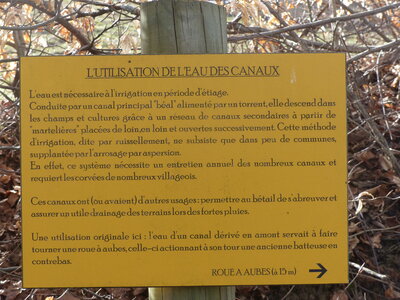 L'UTILISATION DE L'EAU DES CANAUX
L'eau est nécessaire à l'irrigation en période d'étiage.
Conduite par un canal principal "béal" alimenté par un torrent, elle descend dans
les champs et cultures grâce à un réseau de canaux secondaires à partir de
"martelières" placées de loin en loin et ouvertes successivement. Cette méthode
d'irrigation, dite par ruissellement, ne subsiste que dans peu de communes,
supplantée par l'arrosage par aspersion.
En effet, ce système nécessite un entretien annuel des nombreux canaux et
requiert les corvées de nombreux villageois.
Ces canaux ont (ou avaient) d'autres usages : permettre au bétail de s'abreuver et
assurer un utile drainage des terrains lors des fortes pluies.
Une utilisation originale ici : l'eau d'un canal dérivé en amont servait à faire
tourner une roue à aubes, celle-ci actionnant à son tour une ancienne batteuse en
contrebas.
ROUE A AUBES (à 15 m) →